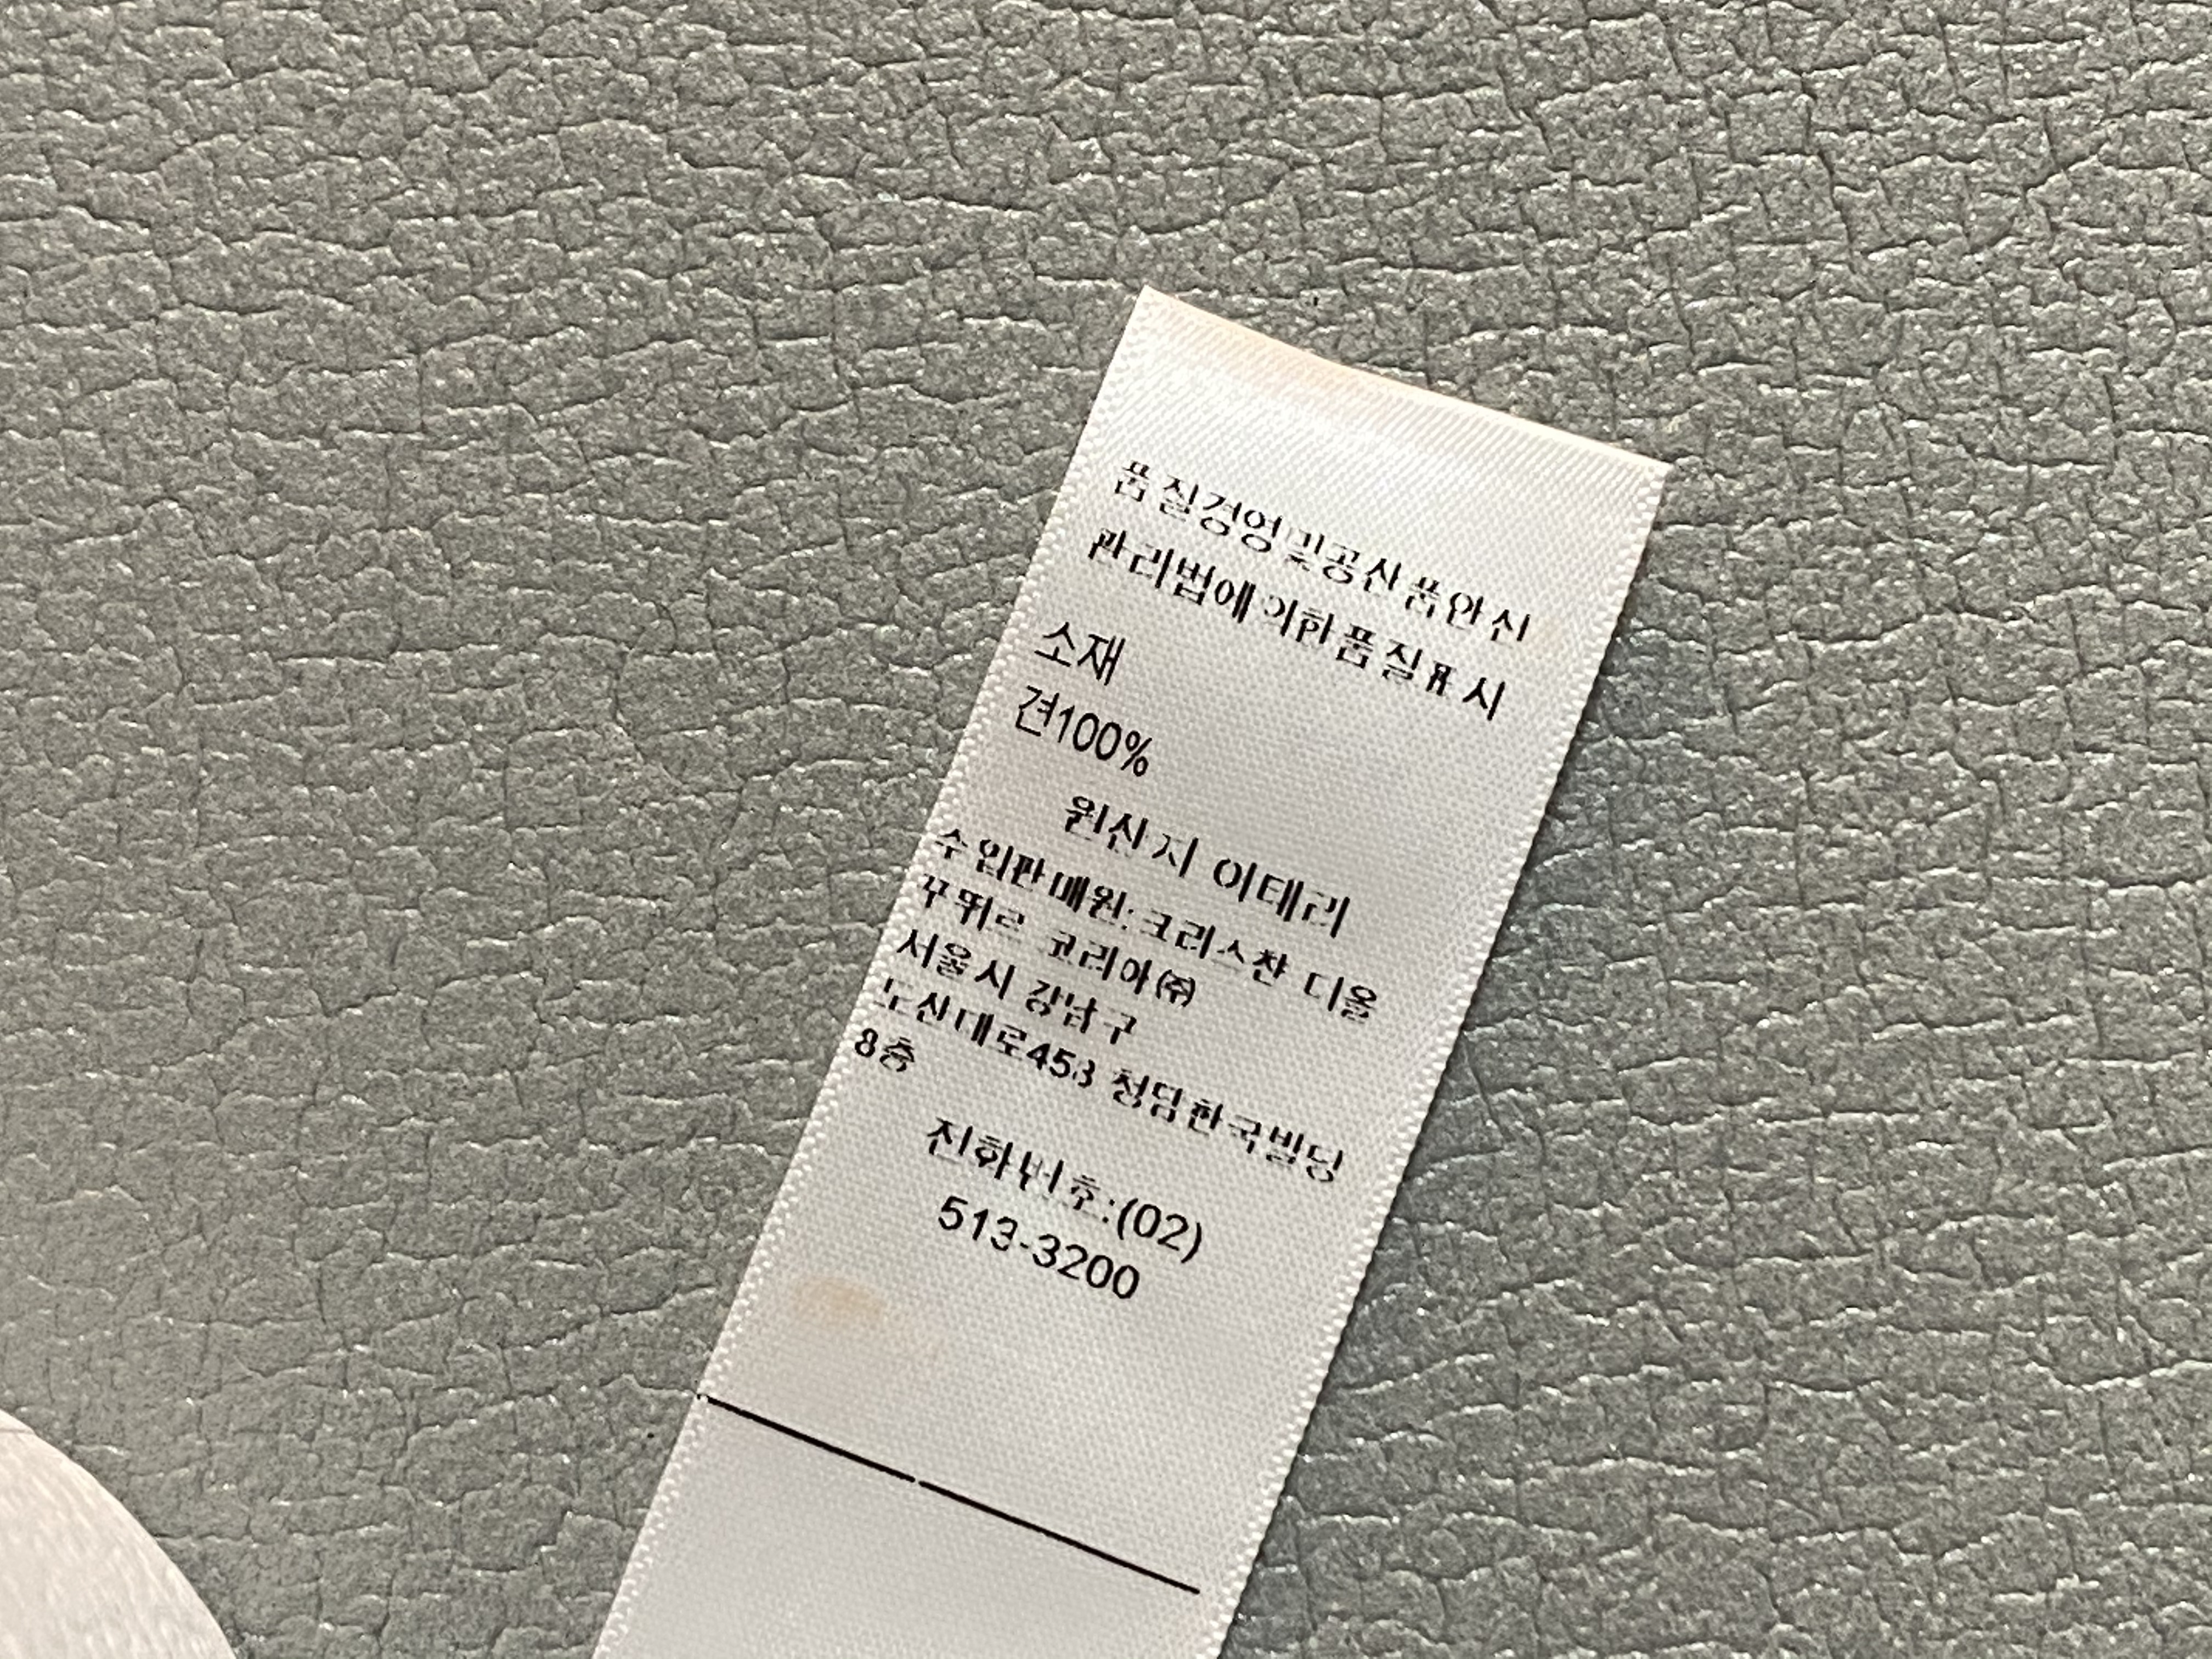 품질경영및공산품안전
관리법에의한품질표시
소재
견100%
원산지 이태리
수입판매원:크리스챤 디올
꾸뛰르 코리아㈜
서울시 강남구
도산대로453 청담한국빌딩
8층
전화번호:(02)
513-3200